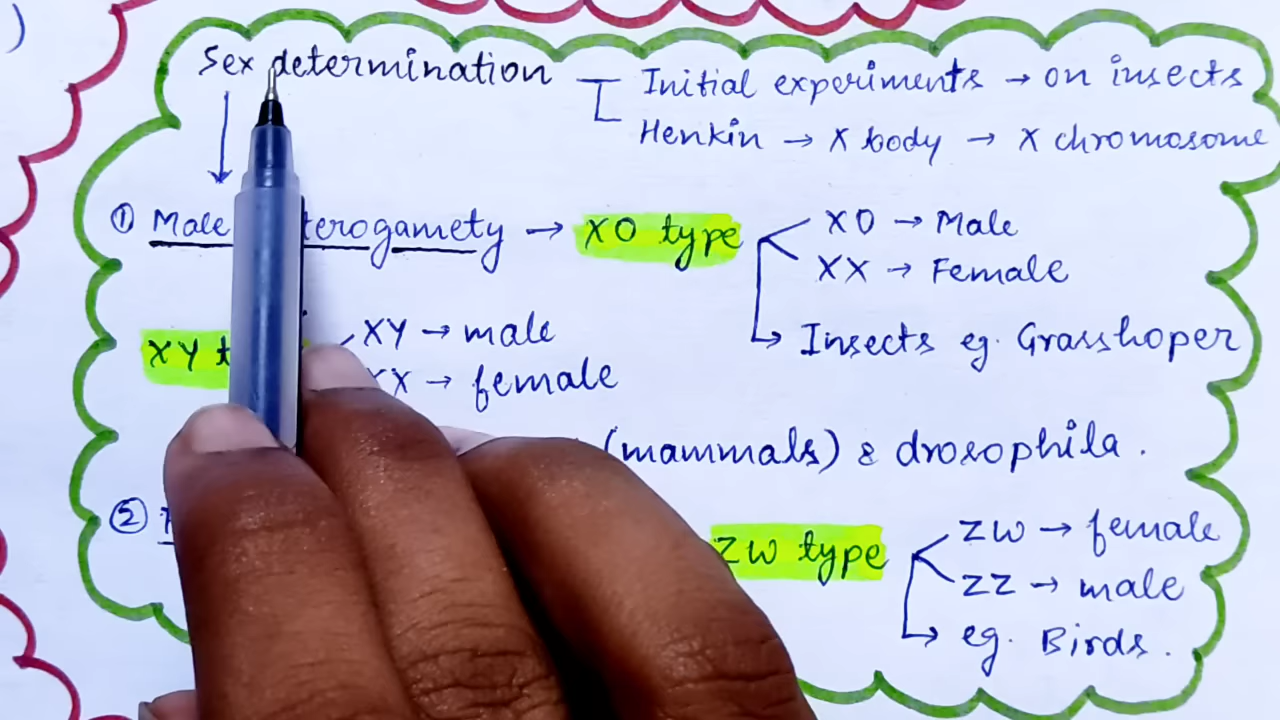 )
Sex determination
Initial experiments → on insects
Henkin → X body → X chromosome
① Male terogamety → XO type
XO → Male
XX → Female
Insects eg. Grasshoper
XY t
XY → male
XX → female
(mammals) & drosophila.
②
ZW type
ZW → female
ZZ → male
eg. Birds.